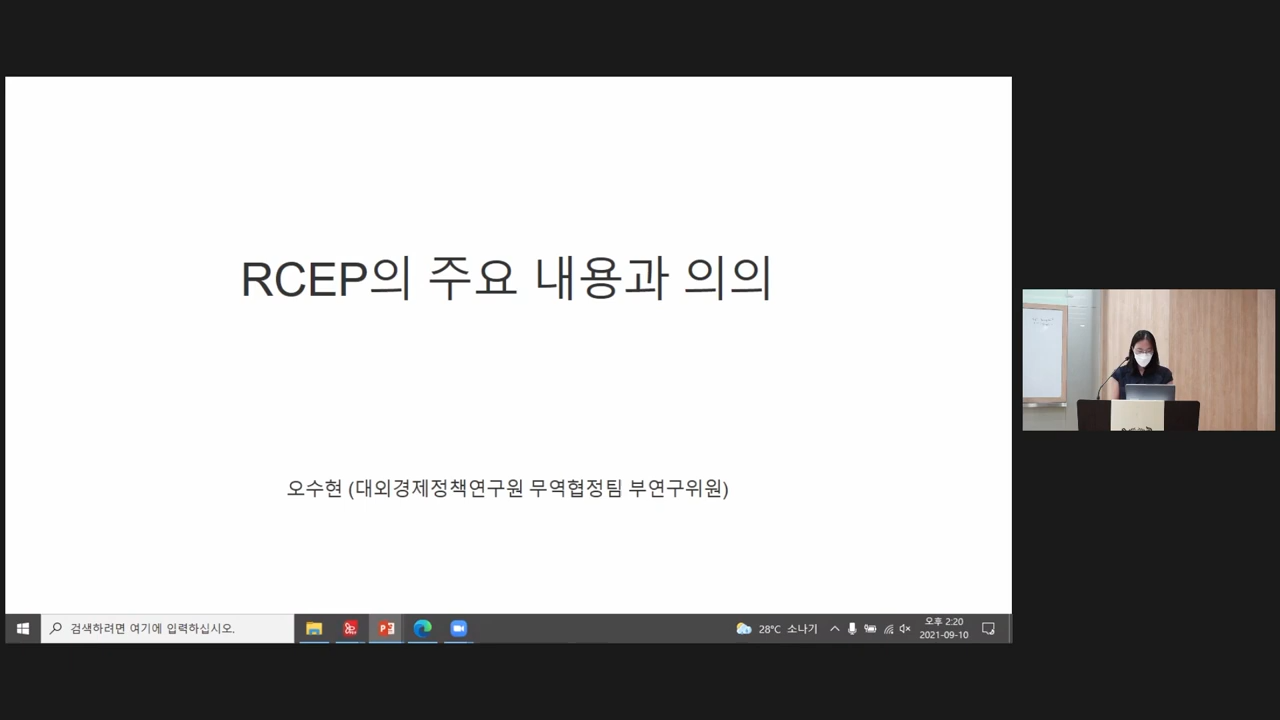 RCEP의 주요 내용과 의의
오수현 (대외경제정책연구원 무역협정팀 부연구위원)
검색하려면 여기에 입력하십시오.
28°C 소나기
오후 2:20
2021-09-10